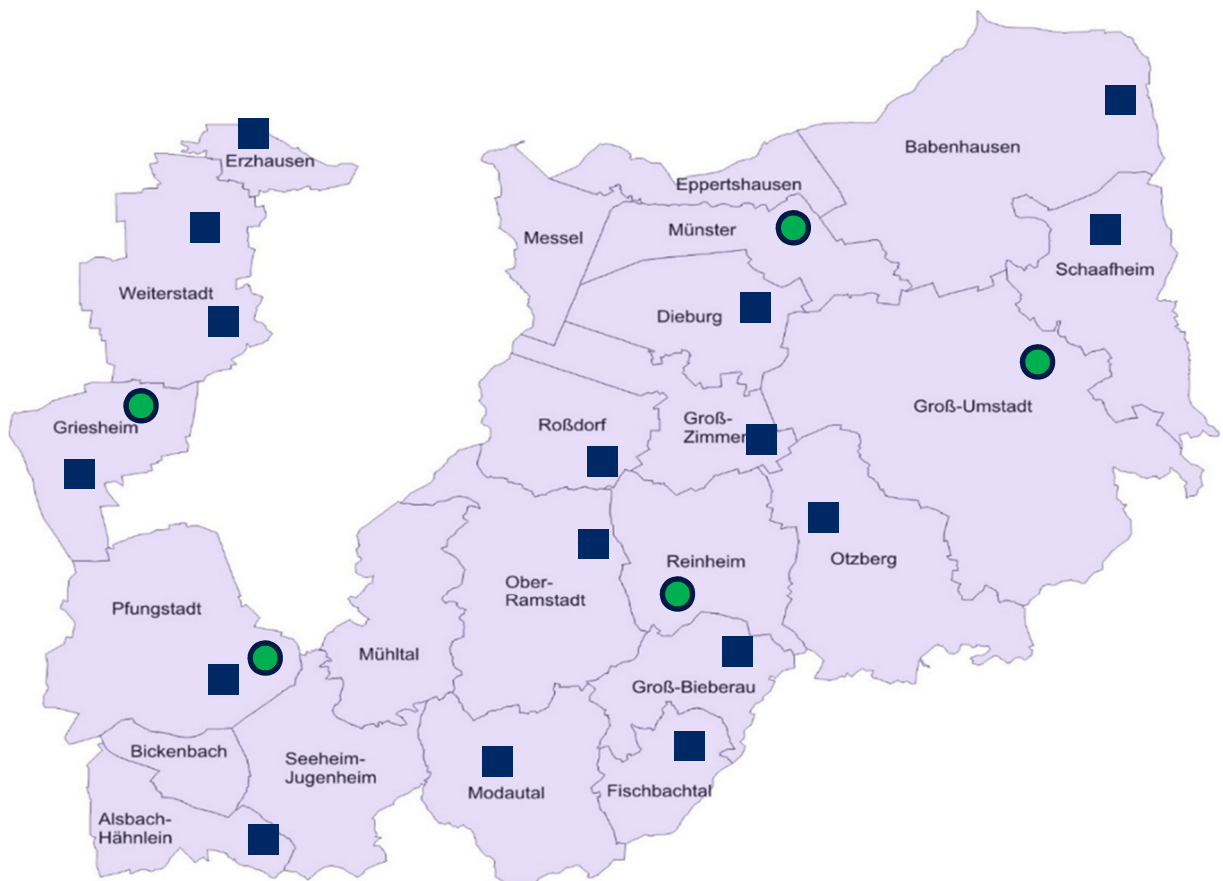 Babenhausen
Erzhausen
Eppertshausen
Münster
Messel
Schaafheim
Weiterstadt
Dieburg
Groß-Umstadt
Griesheim
Roßdorf
Groß-
Zimmer
Reinheim
Otzberg
Ober-
Ramstadt
Pfungstadt
Mühltal
Groß-Bieberau
Bickenbach
Seeheim-
Jugenheim
Modautal
Fischbachtal
Alsbach-
Hähnlein